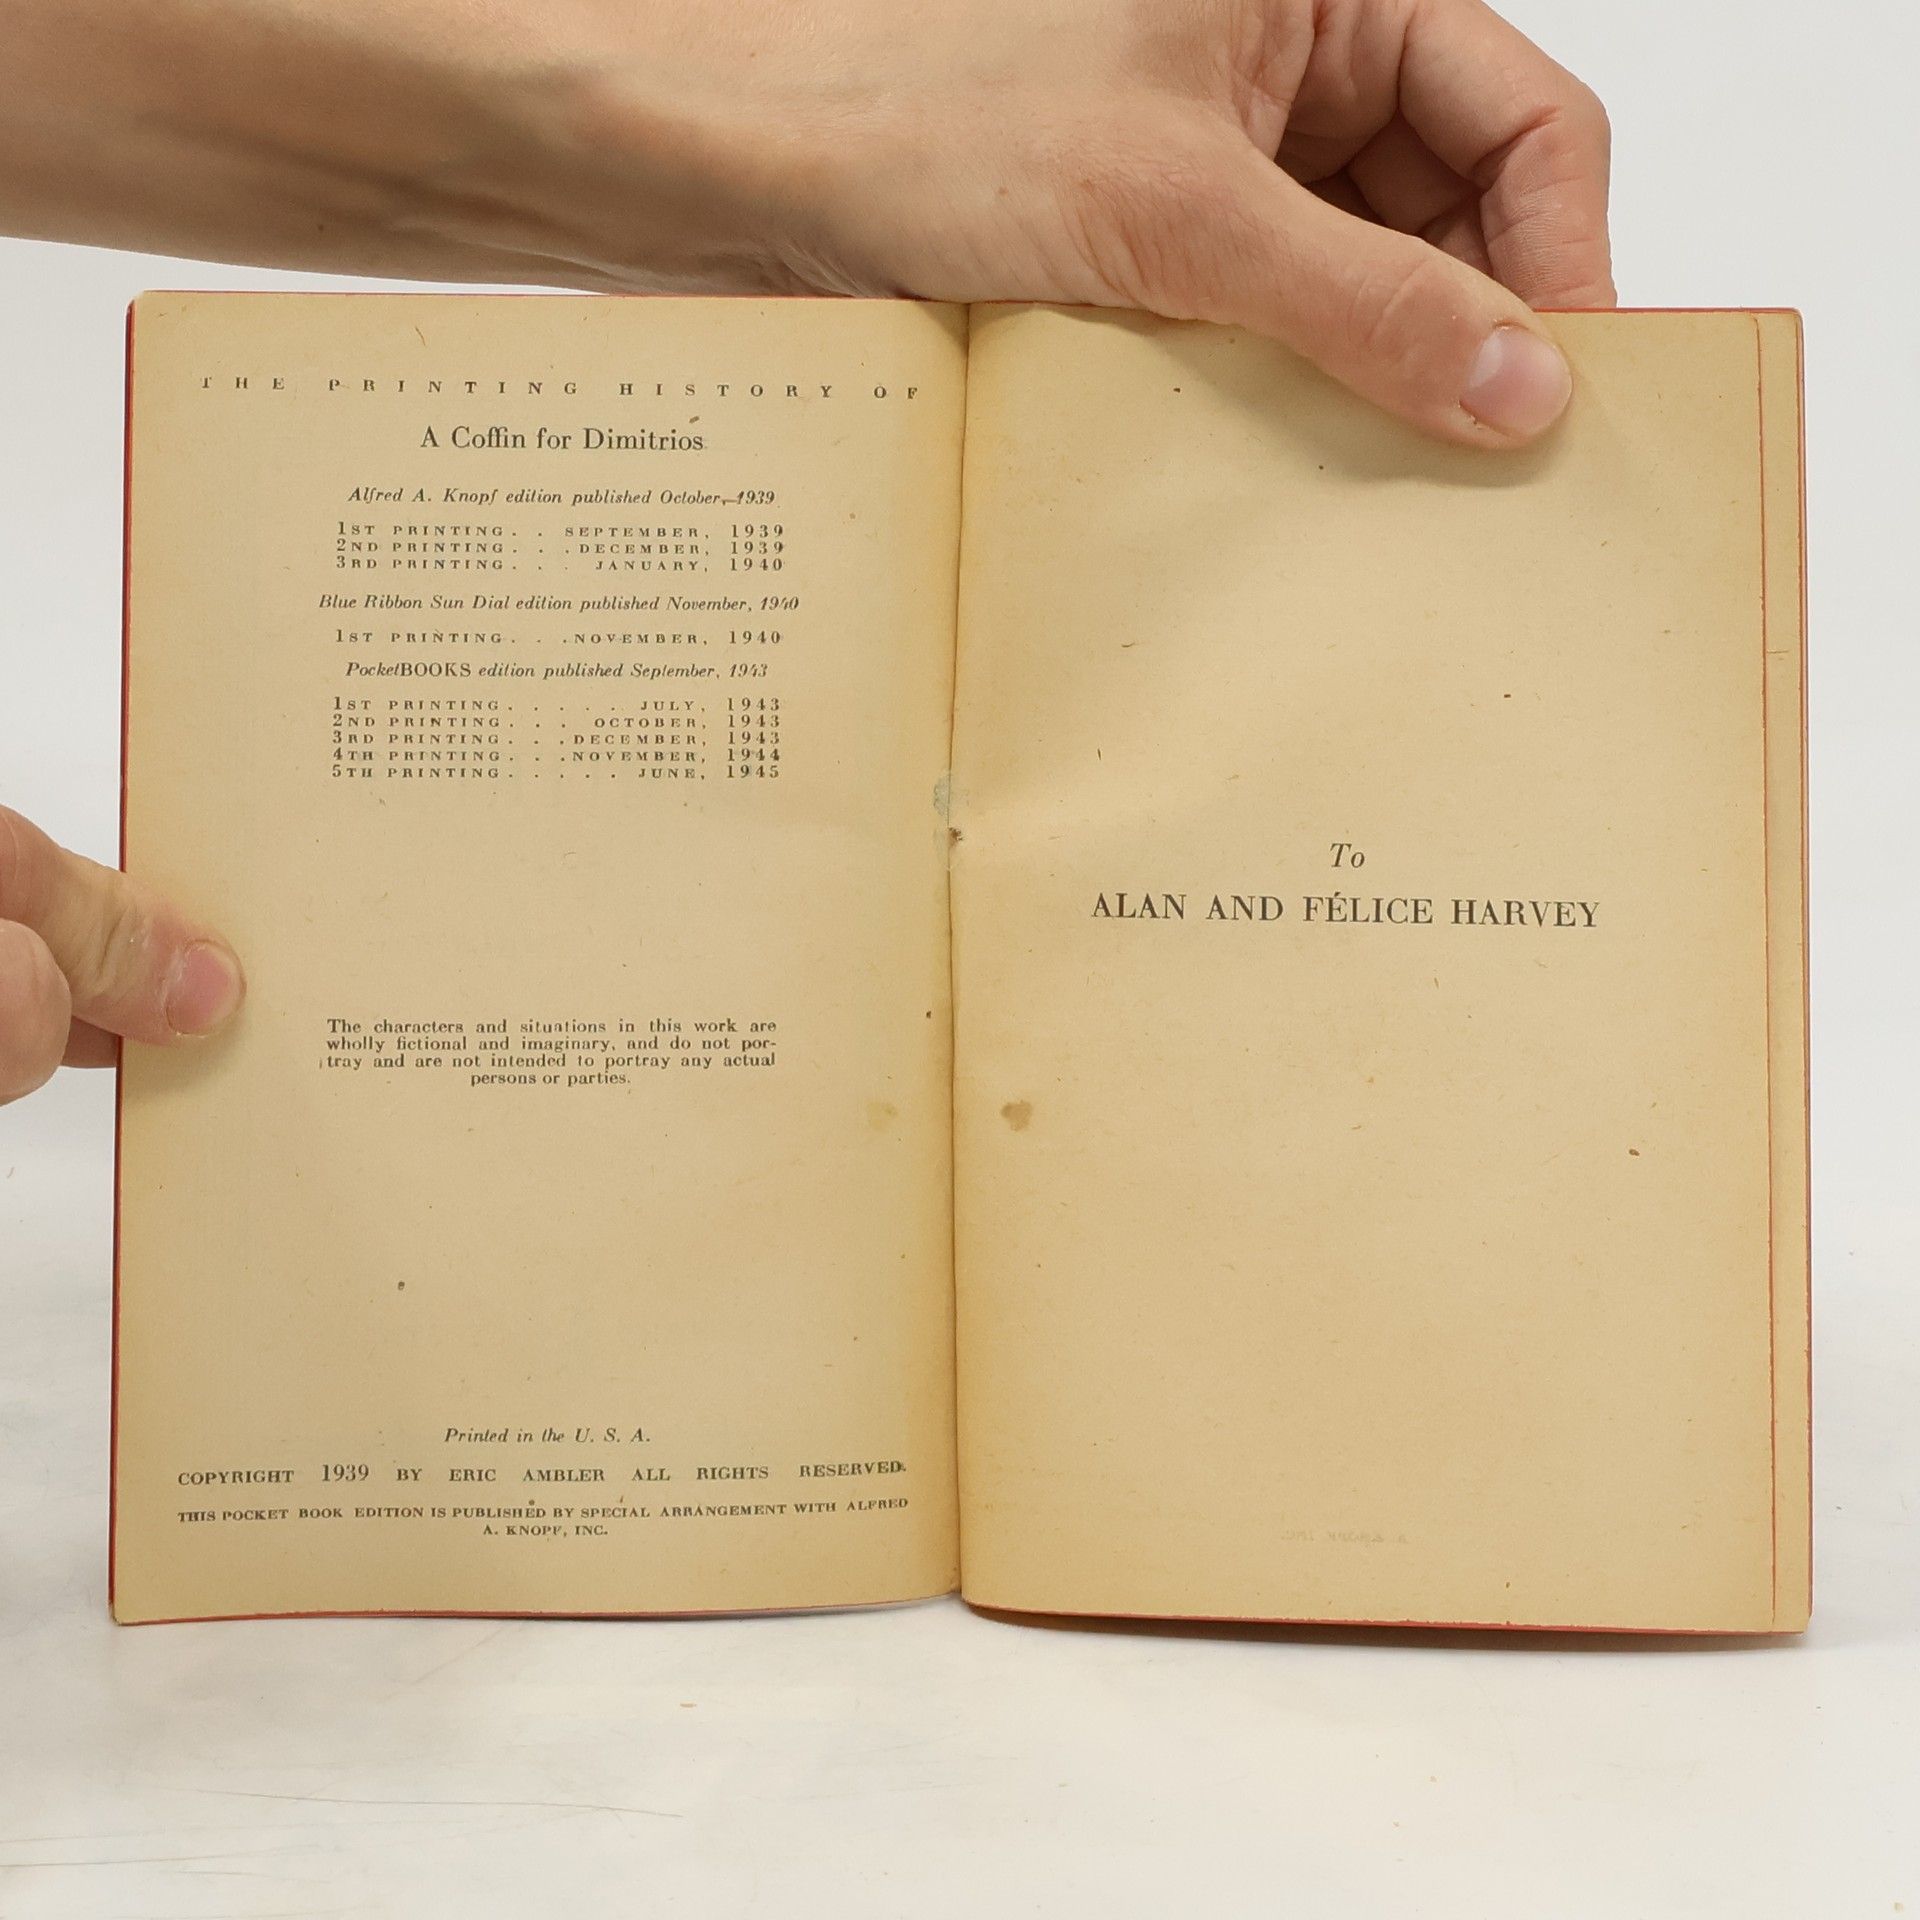 THE PRINTING HISTORY OF
A Coffin for Dimitrios
Alfred A. Knopf edition published October, 1939
1ST PRINTING . . SEPTEMBER, 1939
2ND PRINTING . . . DECEMBER, 1939
3RD PRINTING . . . JANUARY, 1940
Blue Ribbon Sun Dial edition published November, 1940
1ST PRINTING . . . NOVEMBER, 1940
PocketBOOKS edition published September, 1943
1ST PRINTING . . . . . JULY, 1943
2ND PRINTING . . . OCTOBER, 1943
3RD PRINTING . . . DECEMBER, 1943
4TH PRINTING . . . NOVEMBER, 1944
5TH PRINTING . . . . . JUNE, 1945
The characters and situations in this work are
wholly fictional and imaginary, and do not por-
tray and are not intended to portray any actual
persons or parties.
Printed in the U. S. A.
COPYRIGHT 1939 BY ERIC AMBLER ALL RIGHTS RESERVED.
THIS POCKET BOOK EDITION IS PUBLISHED BY SPECIAL ARRANGEMENT WITH ALFRED
A. KNOPF, INC.
To
ALAN AND FÉLICE HARVEY